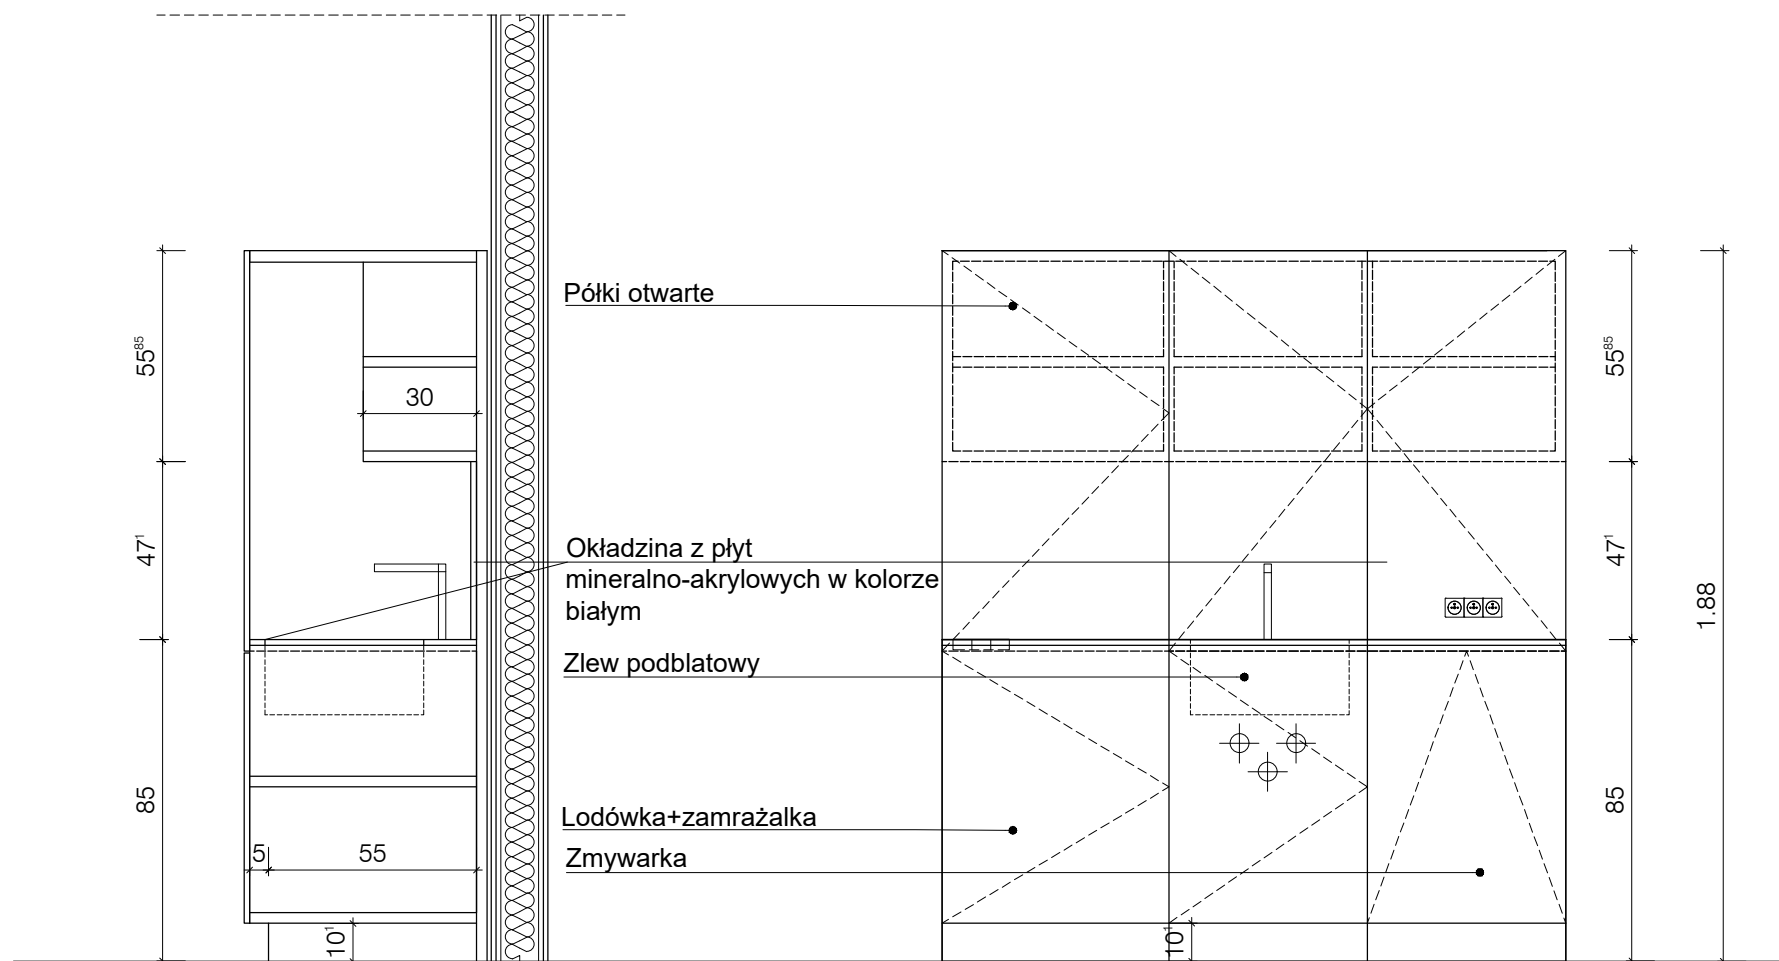 Półki otwarte
55⁸⁵
30
55⁸⁵
Okładzina z płyt
mineralno-akrylowych w kolorze
białym
47¹
47¹
1.88
Zlew podblatowy
85
85
Lodówka+zamrażalka
5
55
Zmywarka
10¹
10¹